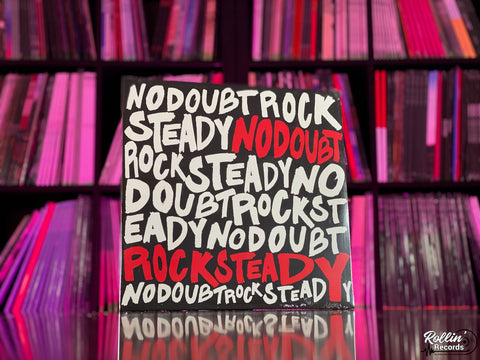 NODOUBTROCK
STEADYNODOUBT
ROCKSTEADYNO
DOUBTROCKST
EADYNODOUBT
ROCKSTEADY
NODOUBTROCKSTEADY
Rollin'
Records